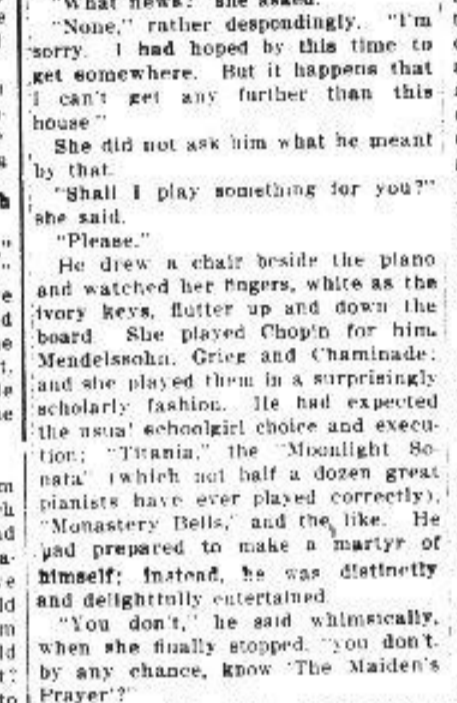 "What news?" she asked.
"None," rather despondingly. "I'm
sorry. I had hoped by this time to
get somewhere. But it happens that
I can't get any further than this
house."
She did not ask him what he meant
by that.
"Shall I play something for you?"
she said.
"Please."
He drew a chair beside the piano
and watched her fingers, white as the
ivory keys, flutter up and down the
board. She played Chopin for him,
Mendelssohn, Grieg and Chaminade;
and she played them in a surprisingly
scholarly fashion. He had expected
the usual schoolgirl choice and execu-
tion; "Titania," the "Moonlight So-
nata" (which not half a dozen great
pianists have ever played correctly),
"Monastery Bells," and the like. He
had prepared to make a martyr of
himself; instead, he was distinctly
and delightfully entertained.
"You don't," he said whimsically,
when she finally stopped, "you don't,
by any chance, know 'The Maiden's
Prayer'?"